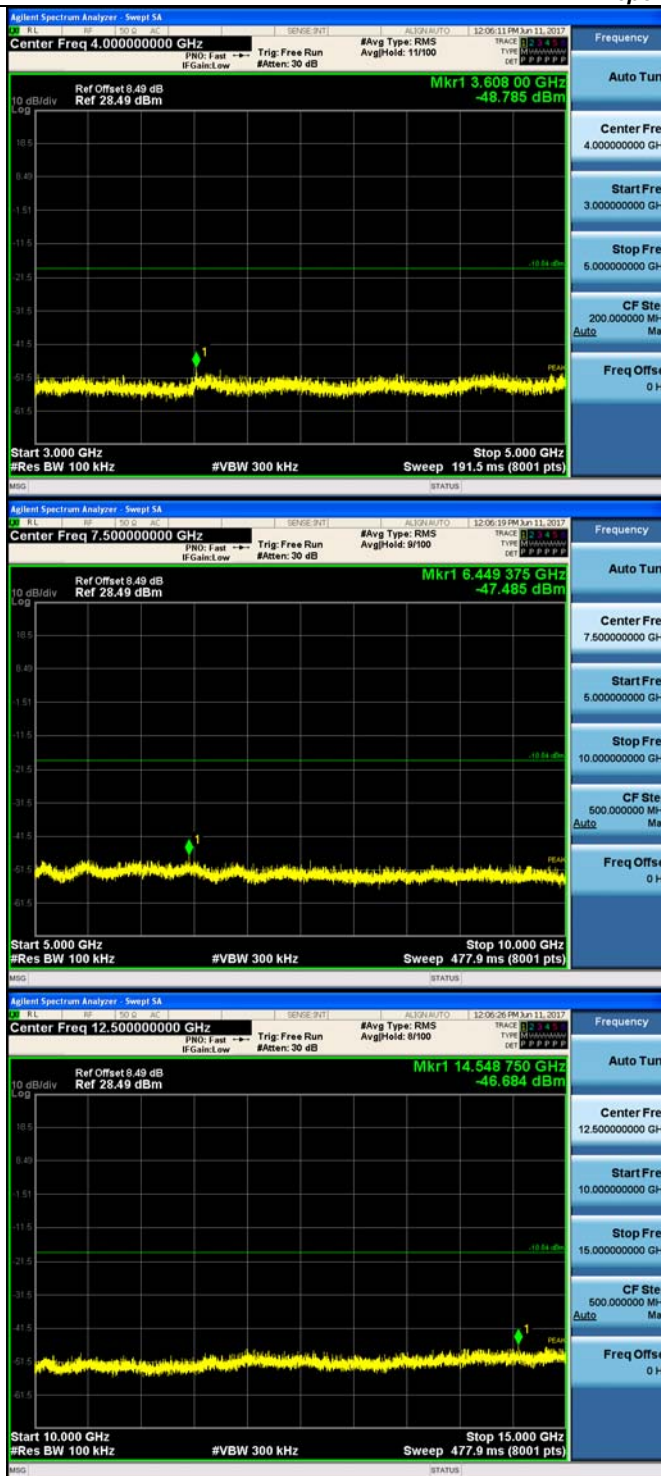 Agilent Spectrum Analyzer - Swept SA
RL RF 50 Ω AC SENSE:INT ALIGN AUTO 12:06:11 PM Jun 11, 2017
Center Freq 4.000000000 GHz #Avg Type: RMS TRACE 1 2 3 4 5 6 Frequency
PNO: Fast Trig: Free Run Avg|Hold: 11/100 TYPE
IFGain:Low #Atten: 30 dB DET P P P P P P
Auto Tun
Mkr1 3.608 00 GHz
Ref Offset 8.49 dB
10 dB/div Ref 28.49 dBm -48.785 dBm
Log
Center Fre
4.000000000 GH
18.5
8.49
Start Fre
3.000000000 GH
-1.51
-11.5
Stop Fre
5.000000000 GH
-21.5
-31.5
CF Ste
200.000000 MH
Auto Ma
-41.5
1
PEAK
Freq Offse
0 H
-51.5
-61.5
Start 3.000 GHz Stop 5.000 GHz
#Res BW 100 kHz #VBW 300 kHz Sweep 191.5 ms (8001 pts)
MSG STATUS
Agilent Spectrum Analyzer - Swept SA
RL RF 50 Ω AC SENSE:INT ALIGN AUTO 12:06:19 PM Jun 11, 2017
Center Freq 7.500000000 GHz #Avg Type: RMS TRACE 1 2 3 4 5 6 Frequency
PNO: Fast Trig: Free Run Avg|Hold: 9/100 TYPE
IFGain:Low #Atten: 30 dB DET P P P P P P
Auto Tun
Mkr1 6.449 375 GHz
Ref Offset 8.49 dB
10 dB/div Ref 28.49 dBm -47.485 dBm
Log
Center Fre
7.500000000 GH
18.5
8.49
Start Fre
5.000000000 GH
-1.51
-11.5
Stop Fre
10.000000000 GH
-21.5
-31.5
CF Ste
500.000000 MH
Auto Ma
-41.5
1
PEAK
Freq Offse
0 H
-51.5
-61.5
Start 5.000 GHz Stop 10.000 GHz
#Res BW 100 kHz #VBW 300 kHz Sweep 477.9 ms (8001 pts)
MSG STATUS
Agilent Spectrum Analyzer - Swept SA
RL RF 50 Ω AC SENSE:INT ALIGN AUTO 12:06:26 PM Jun 11, 2017
Center Freq 12.500000000 GHz #Avg Type: RMS TRACE 1 2 3 4 5 6 Frequency
PNO: Fast Trig: Free Run Avg|Hold: 8/100 TYPE
IFGain:Low #Atten: 30 dB DET P P P P P P
Auto Tun
Mkr1 14.548 750 GHz
Ref Offset 8.49 dB
10 dB/div Ref 28.49 dBm -46.684 dBm
Log
Center Fre
12.500000000 GH
18.5
8.49
Start Fre
10.000000000 GH
-1.51
-11.5
Stop Fre
15.000000000 GH
-21.5
-31.5
CF Ste
500.000000 MH
Auto Ma
-41.5
1
PEAK
Freq Offse
0 H
-51.5
-61.5
Start 10.000 GHz Stop 15.000 GHz
#Res BW 100 kHz #VBW 300 kHz Sweep 477.9 ms (8001 pts)
MSG STATUS